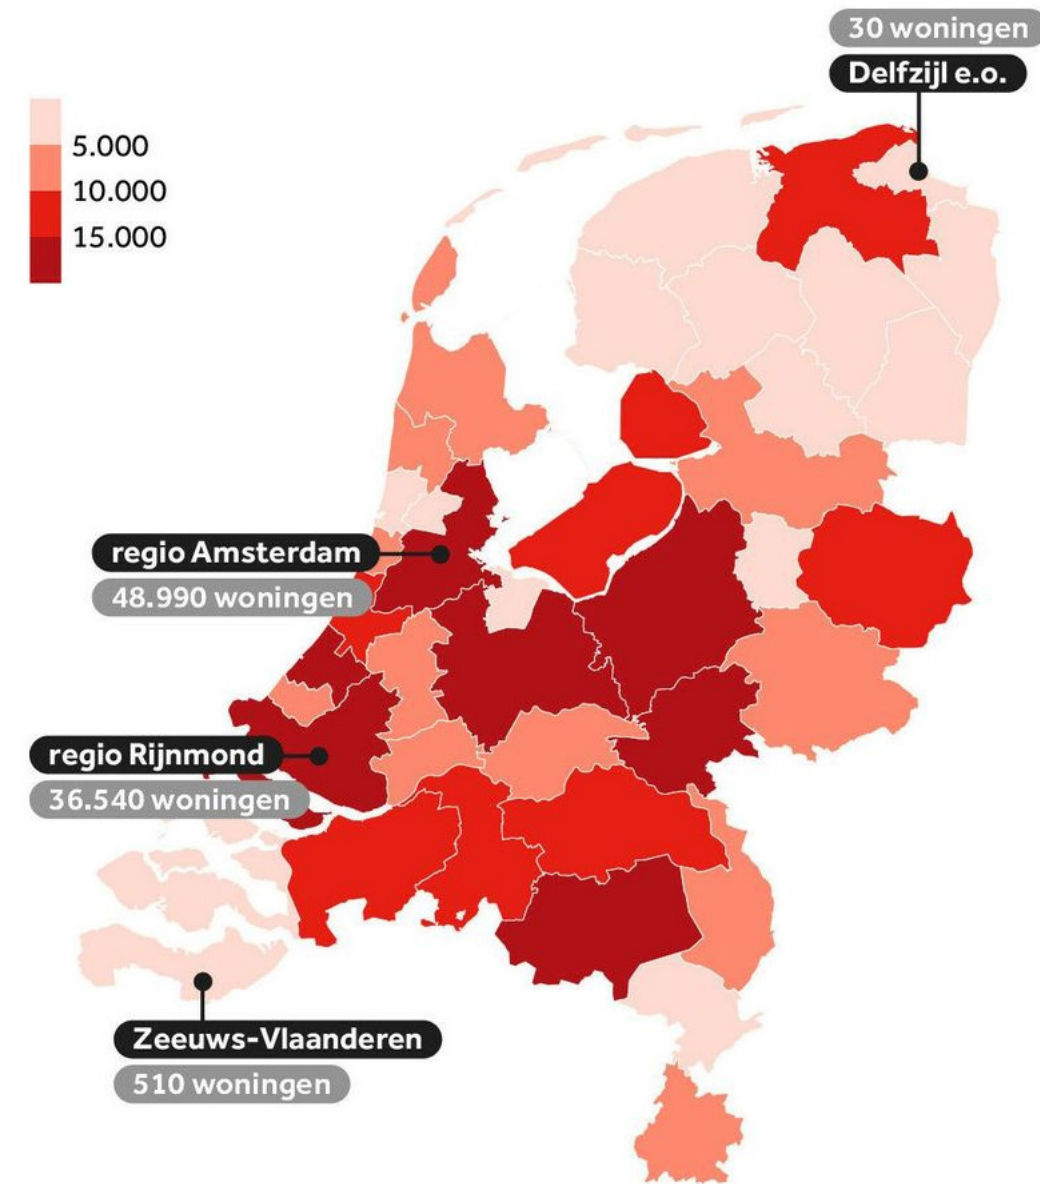 30 woningen
Delfzijl e.o.
5.000
10.000
15.000
regio Amsterdam
48.990 woningen
regio Rijnmond
36.540 woningen
Zeeuws-Vlaanderen
510 woningen